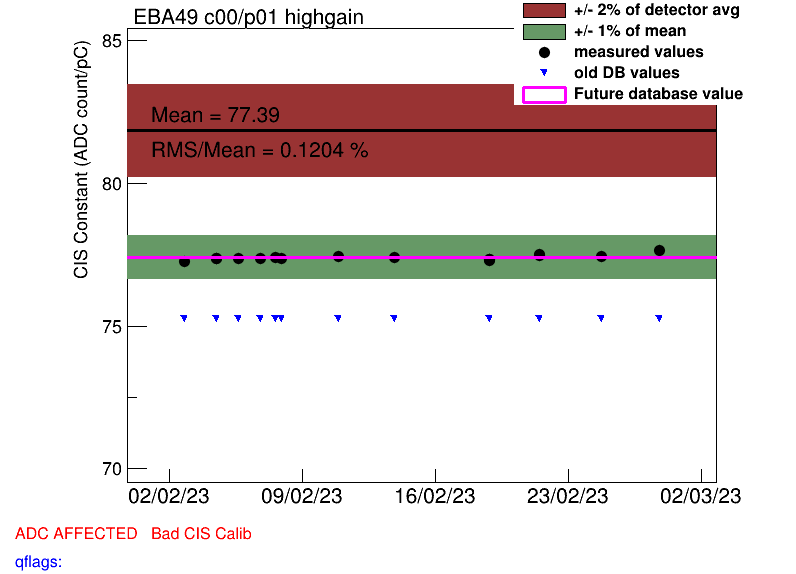 EBA49 c00/p01 highgain
+/- 2% of detector avg
+/- 1% of mean
measured values
old DB values
Future database value
CIS Constant (ADC count/pC)
85
80
75
70
Mean = 77.39
RMS/Mean = 0.1204 %
02/02/23 09/02/23 16/02/23 23/02/23 02/03/23
ADC AFFECTED Bad CIS Calib
qflags: